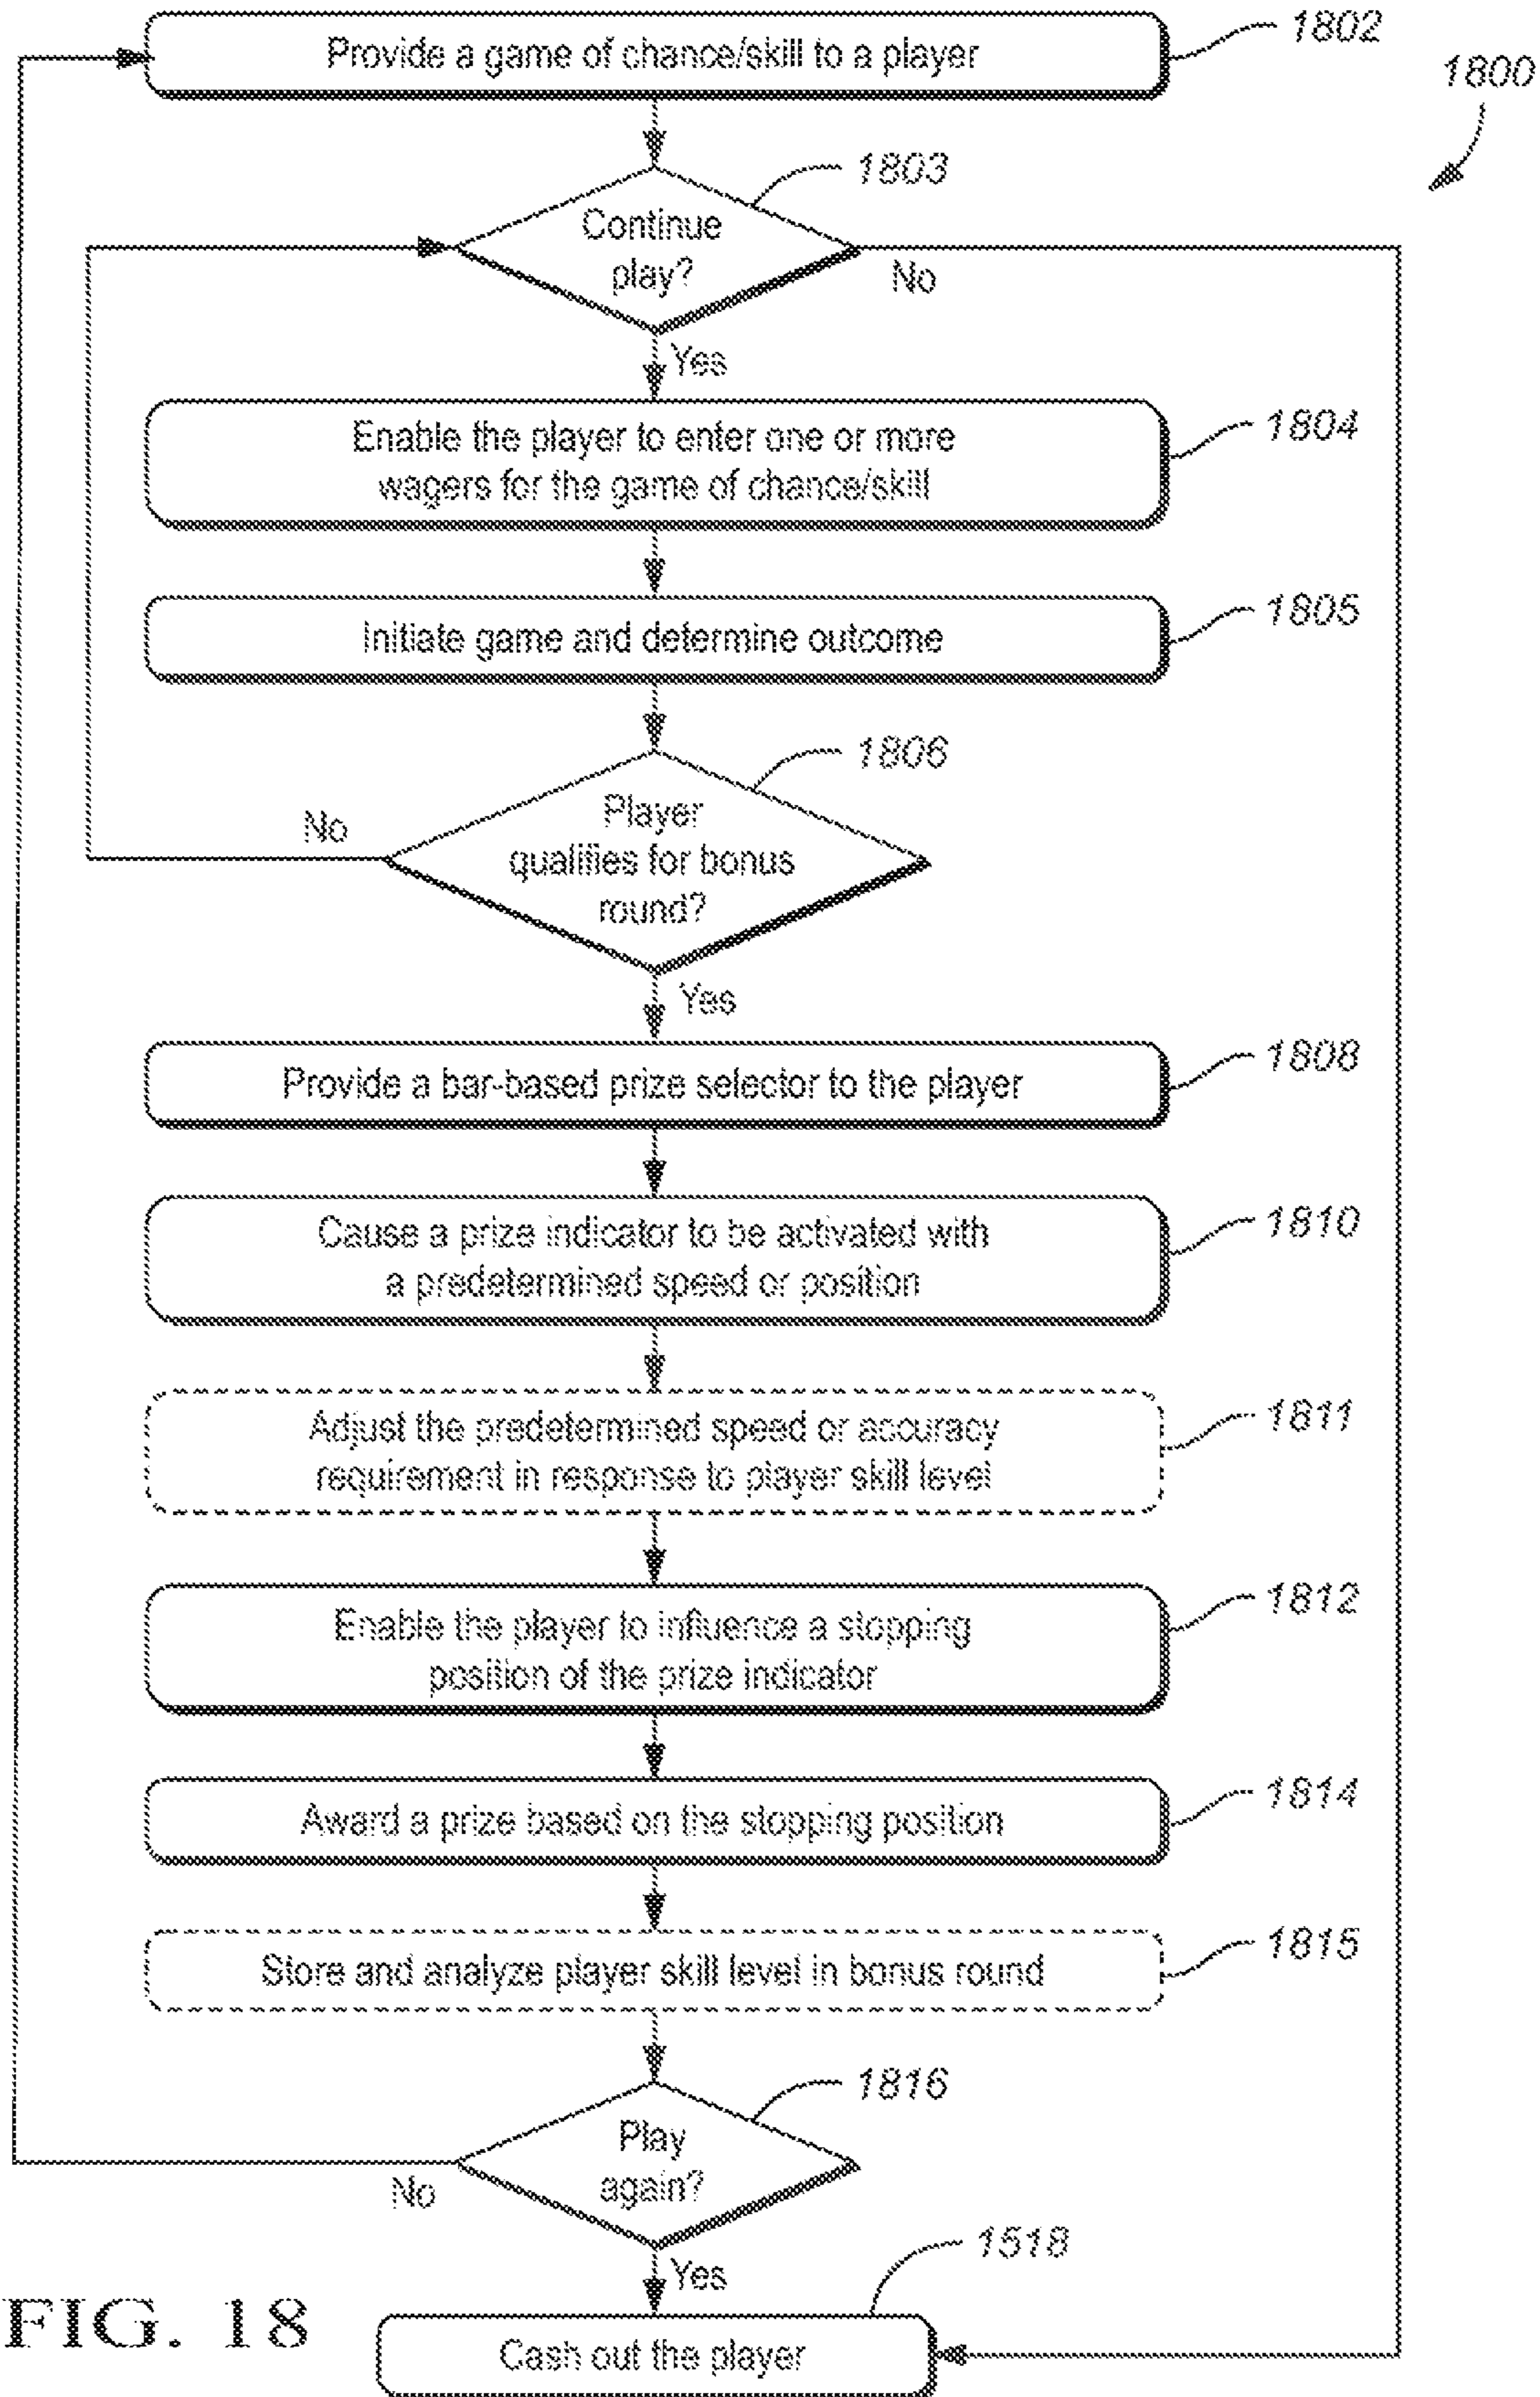 Provide a game of chance/skill to a player
1802
1800
1803
Continue
play?
No
Yes
Enable the player to enter one or more
wagers for the game of chance/skill
1804
Initiate game and determine outcome
1805
1806
Player
qualifies for bonus
round?
No
Yes
Provide a bar-based prize selector to the player
1808
Cause a prize indicator to be activated with
a predetermined speed or position
1810
Adjust the predetermined speed or accuracy
requirement in response to player skill level
1811
Enable the player to influence a stopping
position of the prize indicator
1812
Award a prize based on the stopping position
1814
Store and analyze player skill level in bonus round
1815
1816
Play
again?
No
Yes
1518
Cash out the player
FIG. 18